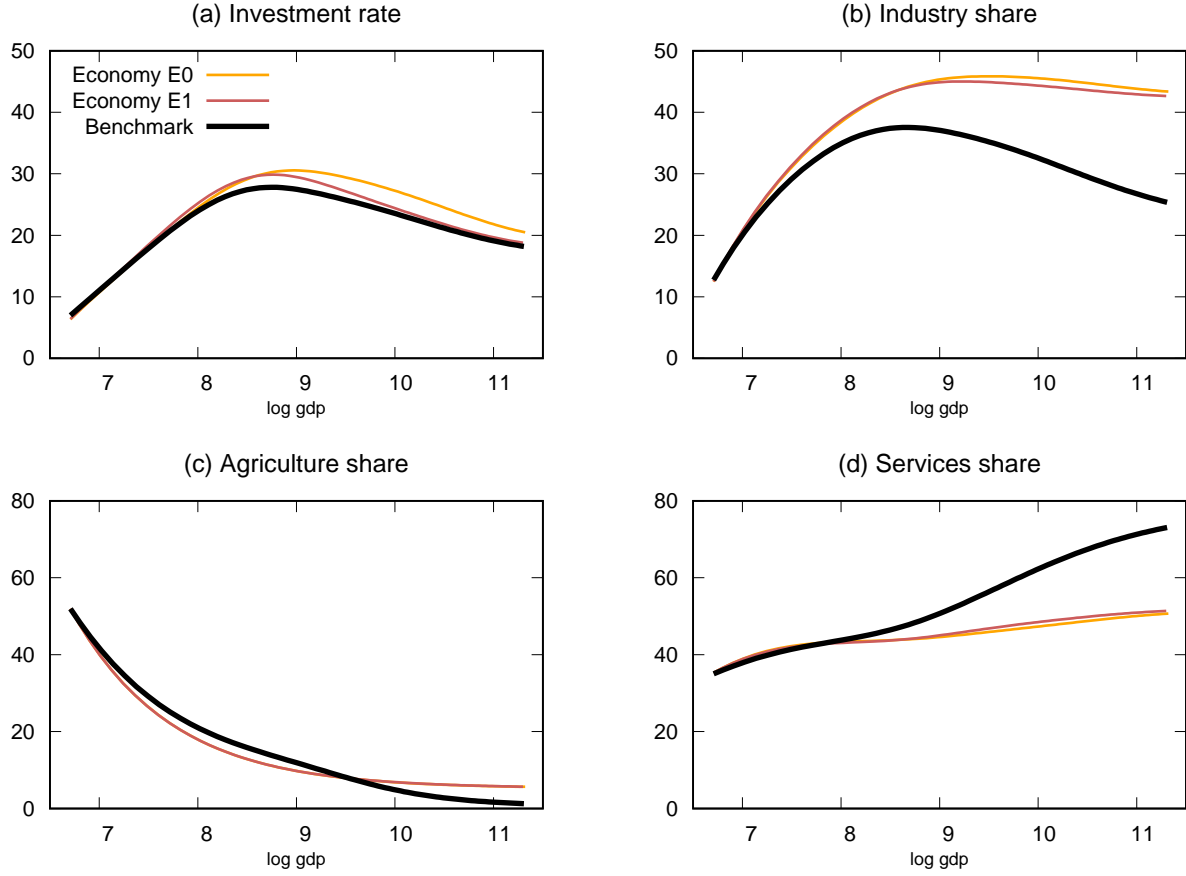 (a) Investment rate
50
40
30
20
10
0
Economy E0
Economy E1
Benchmark
7 8 9 10 11
log gdp
(b) Industry share
50
40
30
20
10
0
7 8 9 10 11
log gdp
(c) Agriculture share
80
60
40
20
0
7 8 9 10 11
log gdp
(d) Services share
80
60
40
20
0
7 8 9 10 11
log gdp